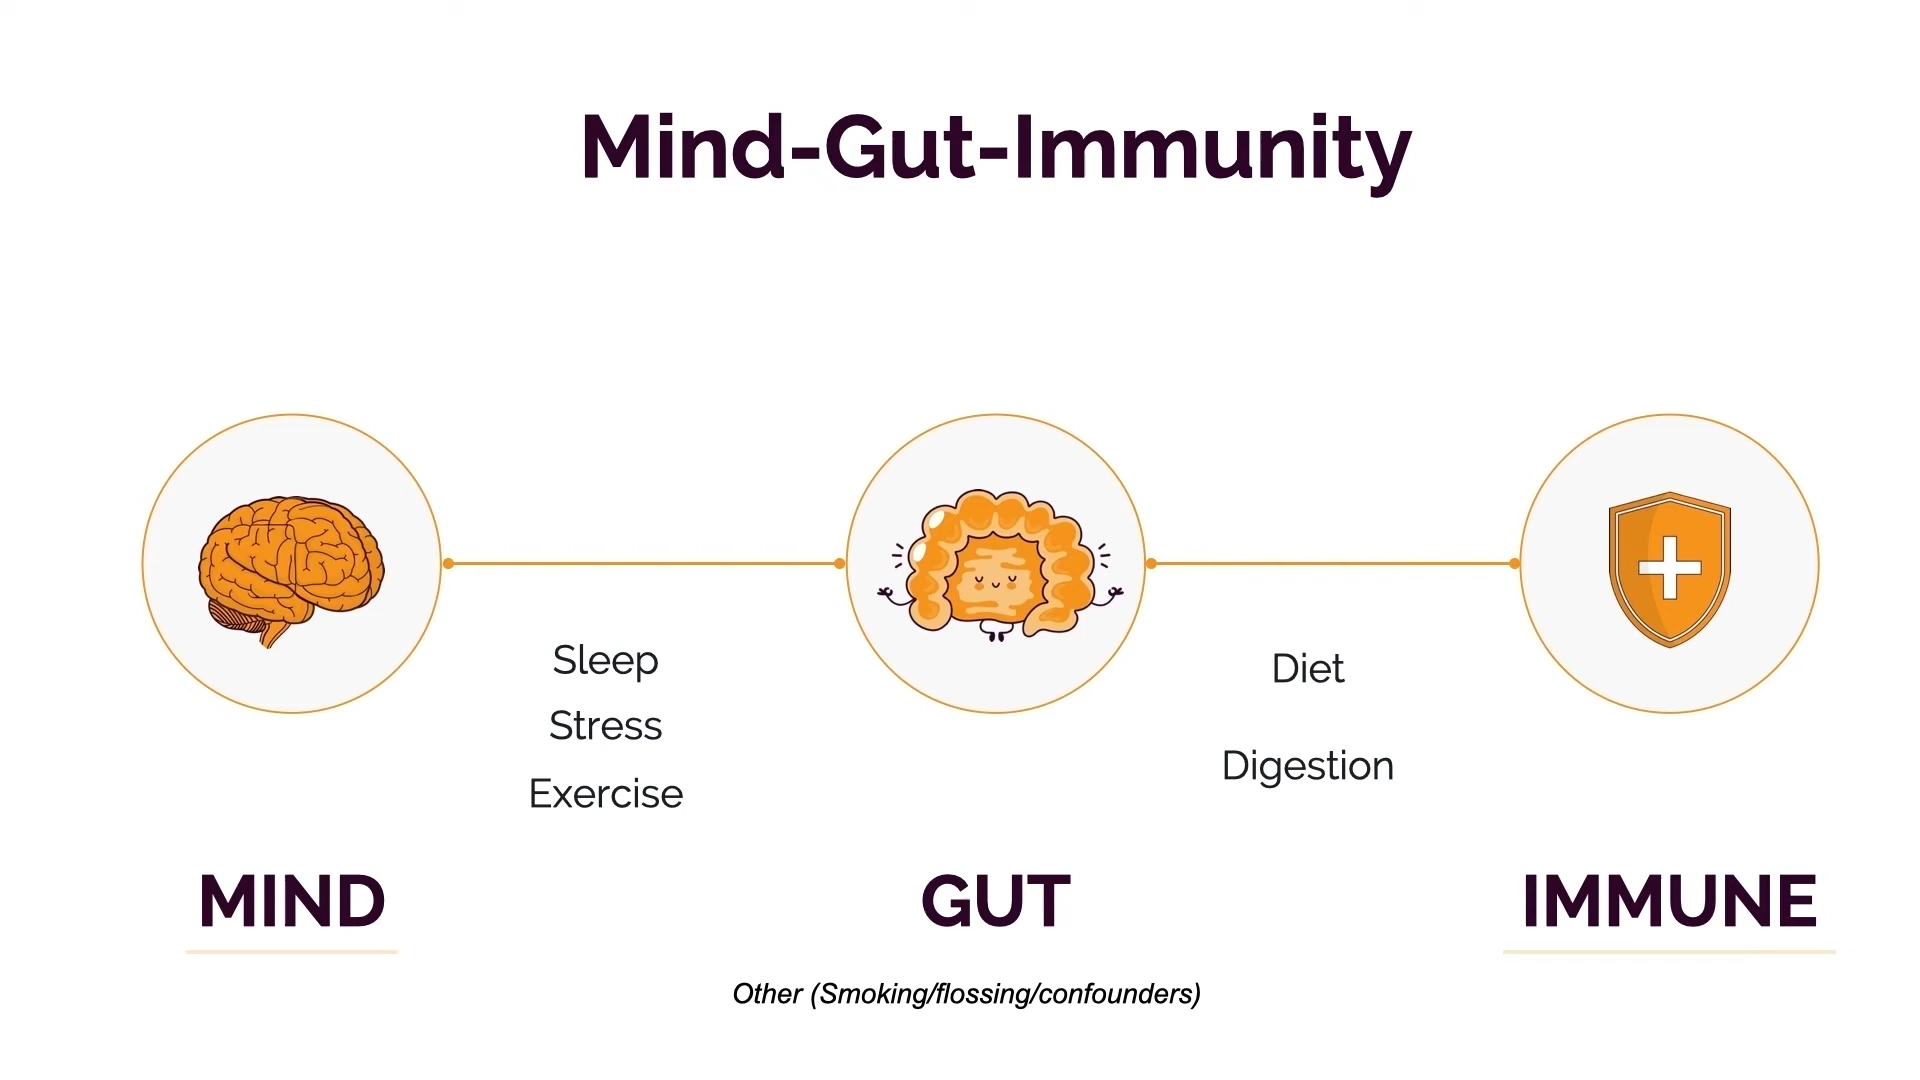 Mind-Gut-Immunity
Sleep
Stress
Exercise
Diet
Digestion
MIND
GUT
IMMUNE
Other (Smoking/flossing/confounders)